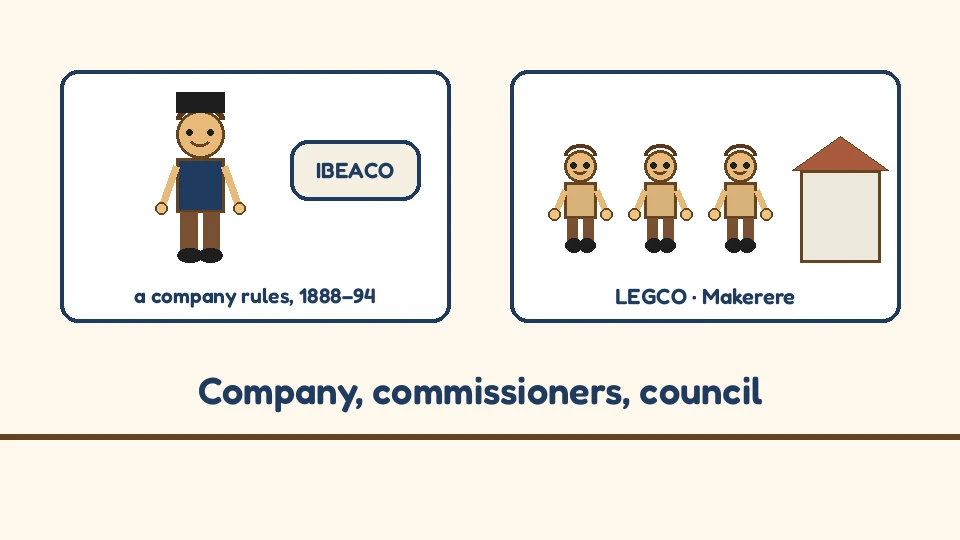 IBEACO
a company rules, 1888–94
LEGCO · Makerere
Company, commissioners, council